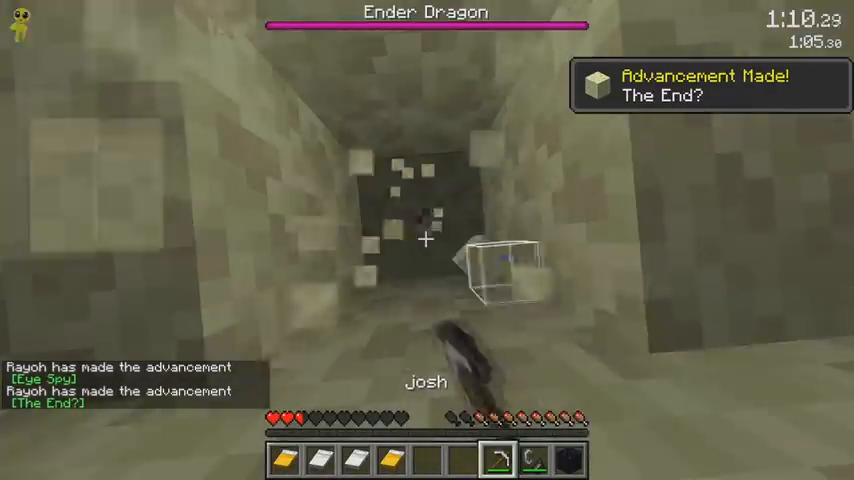 Ender Dragon
1:10.29
1:05.30
Advancement Made!
The End?
Rayoh has made the advancement
[Eye Spy]
Rayoh has made the advancement
[The End?]
josh